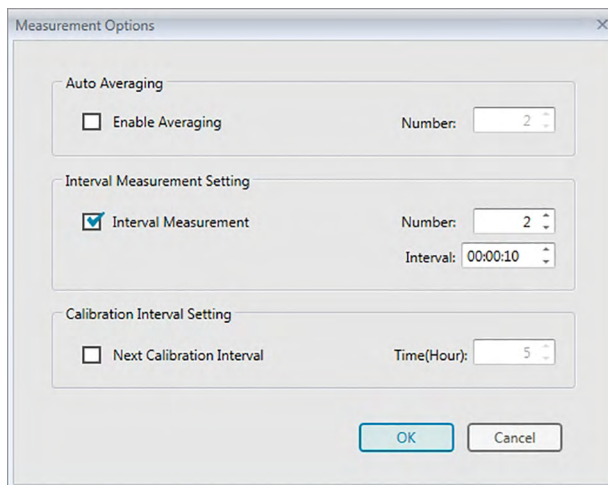 Measurement Options
Auto Averaging
Enable Averaging Number: 2
Interval Measurement Setting
Interval Measurement Number: 2
Interval: 00:00:10
Calibration Interval Setting
Next Calibration Interval Time(Hour): 5
OK Cancel